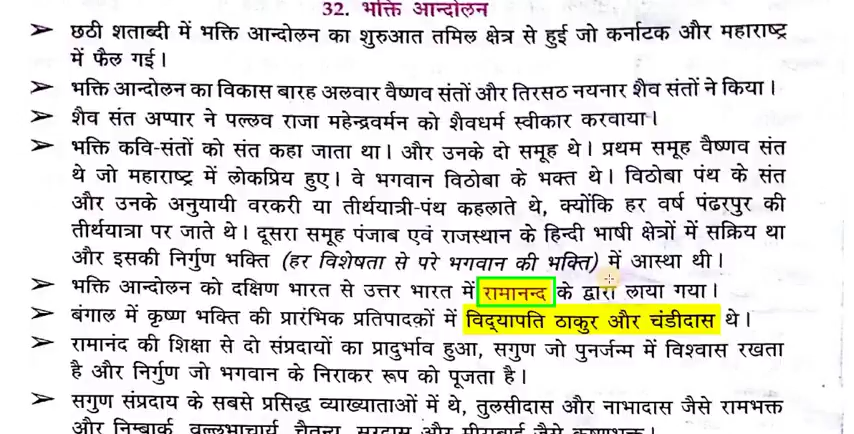 32. भक्ति आन्दोलन
➤ छठी शताब्दी में भक्ति आन्दोलन का शुरुआत तमिल क्षेत्र से हुई जो कर्नाटक और महाराष्ट्र
में फैल गई।
➤ भक्ति आन्दोलन का विकास बारह अलवार वैष्णव संतों और तिरसठ नयनार शैव संतों ने किया।
➤ शैव संत अप्पार ने पल्लव राजा महेन्द्रवर्मन को शैवधर्म स्वीकार करवाया।
➤ भक्ति कवि-संतों को संत कहा जाता था। और उनके दो समूह थे। प्रथम समूह वैष्णव संत
थे जो महाराष्ट्र में लोकप्रिय हुए। वे भगवान विठोबा के भक्त थे। विठोबा पंथ के संत
और उनके अनुयायी वरकरी या तीर्थयात्री-पंथ कहलाते थे, क्योंकि हर वर्ष पंढरपुर की
तीर्थयात्रा पर जाते थे। दूसरा समूह पंजाब एवं राजस्थान के हिन्दी भाषी क्षेत्रों में सक्रिय था
और इसकी निर्गुण भक्ति (हर विशेषता से परे भगवान की भक्ति) में आस्था थी।
➤ भक्ति आन्दोलन को दक्षिण भारत से उत्तर भारत में रामानन्द के द्वारा लाया गया।
➤ बंगाल में कृष्ण भक्ति की प्रारंभिक प्रतिपादकों में विद्यापति ठाकुर और चंडीदास थे।
➤ रामानंद की शिक्षा से दो संप्रदायों का प्रादुर्भाव हुआ, सगुण जो पुनर्जन्म में विश्वास रखता
है और निर्गुण जो भगवान के निराकर रूप को पूजता है।
➤ सगुण संप्रदाय के सबसे प्रसिद्ध व्याख्याताओं में थे, तुलसीदास और नाभादास जैसे रामभक्त
और निम्बार्क, वल्लभाचार्य, चैतन्य, सूरदास और मीराबाई जैसे कृष्णभक्त।